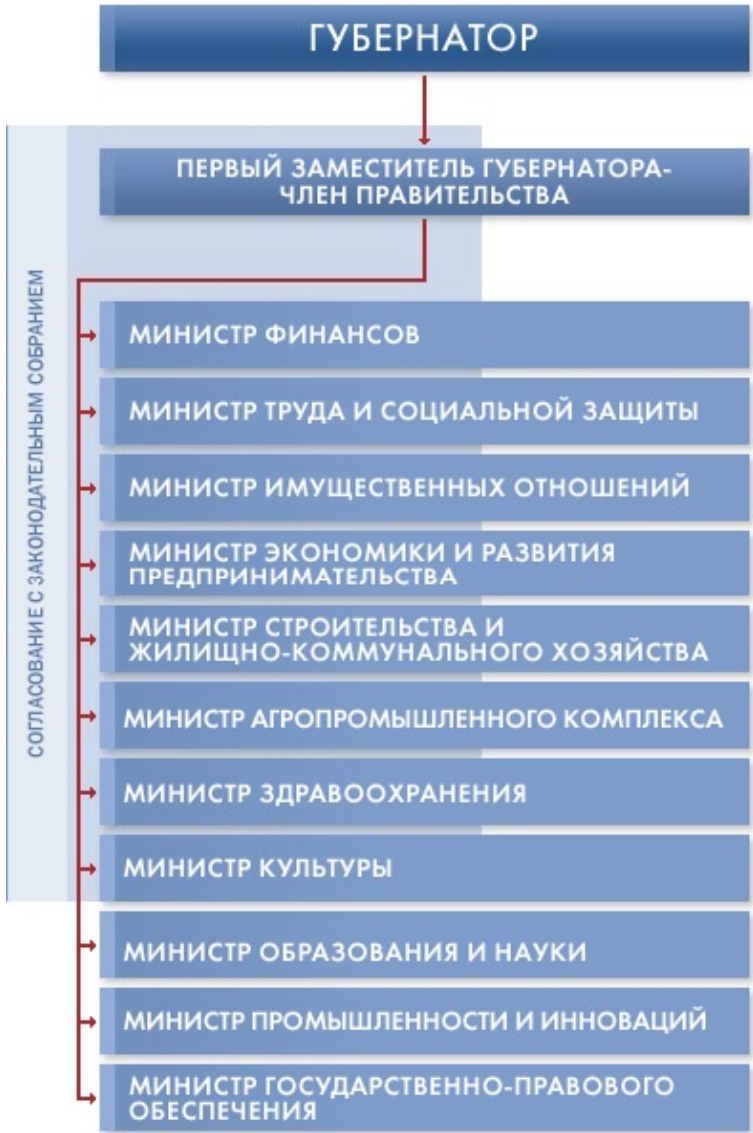 ГУБЕРНАТОР
ПЕРВЫЙ ЗАМЕСТИТЕЛЬ ГУБЕРНАТОРА-
ЧЛЕН ПРАВИТЕЛЬСТВА
СОГЛАСОВАНИЕ С ЗАКОНОДАТЕЛЬНЫМ СОБРАНИЕМ
МИНИСТР ФИНАНСОВ
МИНИСТР ТРУДА И СОЦИАЛЬНОЙ ЗАЩИТЫ
МИНИСТР ИМУЩЕСТВЕННЫХ ОТНОШЕНИЙ
МИНИСТР ЭКОНОМИКИ И РАЗВИТИЯ
ПРЕДПРИНИМАТЕЛЬСТВА
МИНИСТР СТРОИТЕЛЬСТВА И
ЖИЛИЩНО-КОММУНАЛЬНОГО ХОЗЯЙСТВА
МИНИСТР АГРОПРОМЫШЛЕННОГО КОМПЛЕКСА
МИНИСТР ЗДРАВООХРАНЕНИЯ
МИНИСТР КУЛЬТУРЫ
МИНИСТР ОБРАЗОВАНИЯ И НАУКИ
МИНИСТР ПРОМЫШЛЕННОСТИ И ИННОВАЦИЙ
МИНИСТР ГОСУДАРСТВЕННО-ПРАВОВОГО
ОБЕСПЕЧЕНИЯ